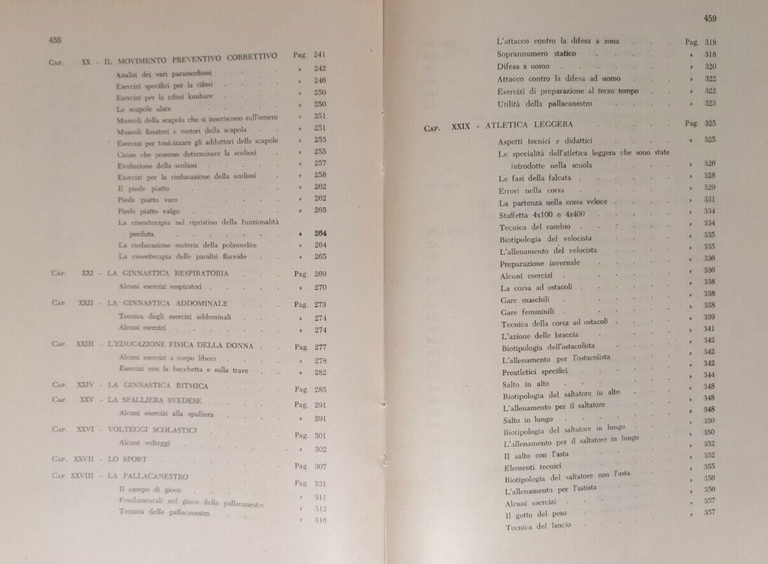 458
CAP. XX - IL MOVIMENTO PREVENTIVO CORRETTIVO Pag. 241
Analisi dei vari paramorfismi » 242
Esercizi specifici per la cifosi » 246
Esercizi per la cifosi lombare » 250
Le scapole alate » 250
Muscoli della scapola che si inseriscono sull'omero » 251
Muscoli fissatori e motori della scapola » 251
Esercizi per tonicizzare gli adduttori delle scapole » 253
Cause che possono determinare la scoliosi » 255
Evoluzione della scoliosi » 257
Esercizi per la rieducazione della scoliosi » 258
Il piede piatto » 262
Piede piatto varo » 262
Piede piatto valgo » 263
La cinesiterapia nel ripristino della funzionalità
perduta » 264
La rieducazione motoria della poliomelite » 264
La cinesiterapia delle paralisi flaccide » 265
CAP. XXI - LA GINNASTICA RESPIRATORIA Pag. 269
Alcuni esercizi respiratori » 270
CAP. XXII - LA GINNASTICA ADDOMINALE Pag. 273
Tecnica degli esercizi addominali » 274
Alcuni esercizi » 274
CAP. XXIII - L'EDUCAZIONE FISICA DELLA DONNA Pag. 277
Alcuni esercizi a corpo libero » 278
Esercizi con la bacchetta e sulla trave » 282
CAP. XXIV - LA GINNASTICA RITMICA Pag. 285
CAP. XXV - LA SPALLIERA SVEDESE Pag. 291
Alcuni esercizi alla spalliera » 291
CAP. XXVI - VOLTEGGI SCOLASTICI Pag. 301
Alcuni volteggi » 302
CAP. XXVII - LO SPORT Pag. 307
CAP. XXVIII - LA PALLACANESTRO Pag. 331
Il campo di gioco » 311
Fondamentali nel gioco della pallacanestro » 312
Tecnica della pallacanestro » 316
459
L'attacco contro la difesa a zona Pag. 318
Soprannumero statico » 318
Difesa a uomo » 320
Attacco contro la difesa ad uomo » 322
Esercizi di preparazione al terzo tempo » 322
Utilità della pallacanestro » 323
CAP. XXIX - ATLETICA LEGGERA Pag. 325
Aspetti tecnici e didattici » 325
Le specialità dell'atletica leggera che sono state
introdotte nella scuola » 326
Le fasi della falcata » 328
Errori nella corsa » 329
La partenza nella corsa veloce » 331
Staffetta 4x100 e 4x400 » 334
Tecnica del cambio » 334
Biotipologia del velocista » 335
L'allenamento del velocista » 335
Preparazione invernale » 336
Alcuni esercizi » 336
La corsa ad ostacoli » 338
Gare maschili » 338
Gare femminili » 338
Tecnica della corsa ad ostacoli » 339
L'azione delle braccia » 341
Biotipologia dell'ostacolista » 342
L'allenamento per l'ostacolista » 342
Preatletici specifici » 342
Salto in alto » 344
Biotipologia del saltatore in alto » 348
L'allenamento per il saltatore » 348
Salto in lungo » 348
Biotipologia del saltatore in lungo » 350
L'allenamento per il saltatore in lungo » 350
Il salto con l'asta » 352
Elementi tecnici » 352
Biotipologia del saltatore con l'asta » 355
L'allenamento per l'astista » 356
Alcuni esercizi » 356
Il getto del peso » 357
Tecnica del lancio » 357